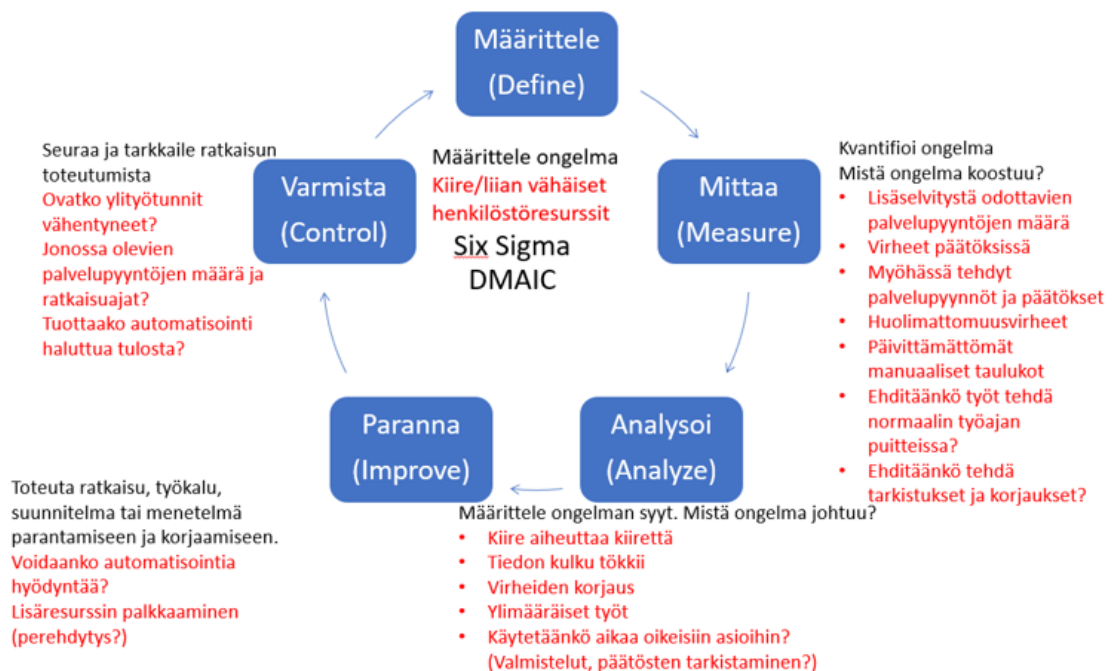 Määrittele
(Define)
Määrittele ongelma
Kiire/liian vähäiset
henkilöstöresurssit
Six Sigma
DMAIC
Mittaa
(Measure)
Kvantifioi ongelma
Mistä ongelma koostuu?
• Lisäselvitystä odottavien
palvelupyyntöjen määrä
• Virheet päätöksissä
• Myöhässä tehdyt
palvelupyynnöt ja päätökset
• Huolimattomuusvirheet
• Päivittämättömät
manuaaliset taulukot
• Ehditäänkö työt tehdä
normaalin työajan
puitteissa?
• Ehditäänkö tehdä
tarkistukset ja korjaukset?
Analysoi
(Analyze)
Määrittele ongelman syyt. Mistä ongelma johtuu?
• Kiire aiheuttaa kiirettä
• Tiedon kulku tökkii
• Virheiden korjaus
• Ylimääräiset työt
• Käytetäänkö aikaa oikeisiin asioihin?
(Valmistelut, päätösten tarkistaminen?)
Paranna
(Improve)
Toteuta ratkaisu, työkalu,
suunnitelma tai menetelmä
parantamiseen ja korjaamiseen.
Voidaanko automatisointia
hyödyntää?
Lisäresurssin palkkaaminen
(perehdytys?)
Varmista
(Control)
Seuraa ja tarkkaile ratkaisun
toteutumista
Ovatko ylityötunnit
vähentyneet?
Jonossa olevien
palvelupyyntöjen määrä ja
ratkaisuajat?
Tuottaako automatisointi
haluttua tulosta?